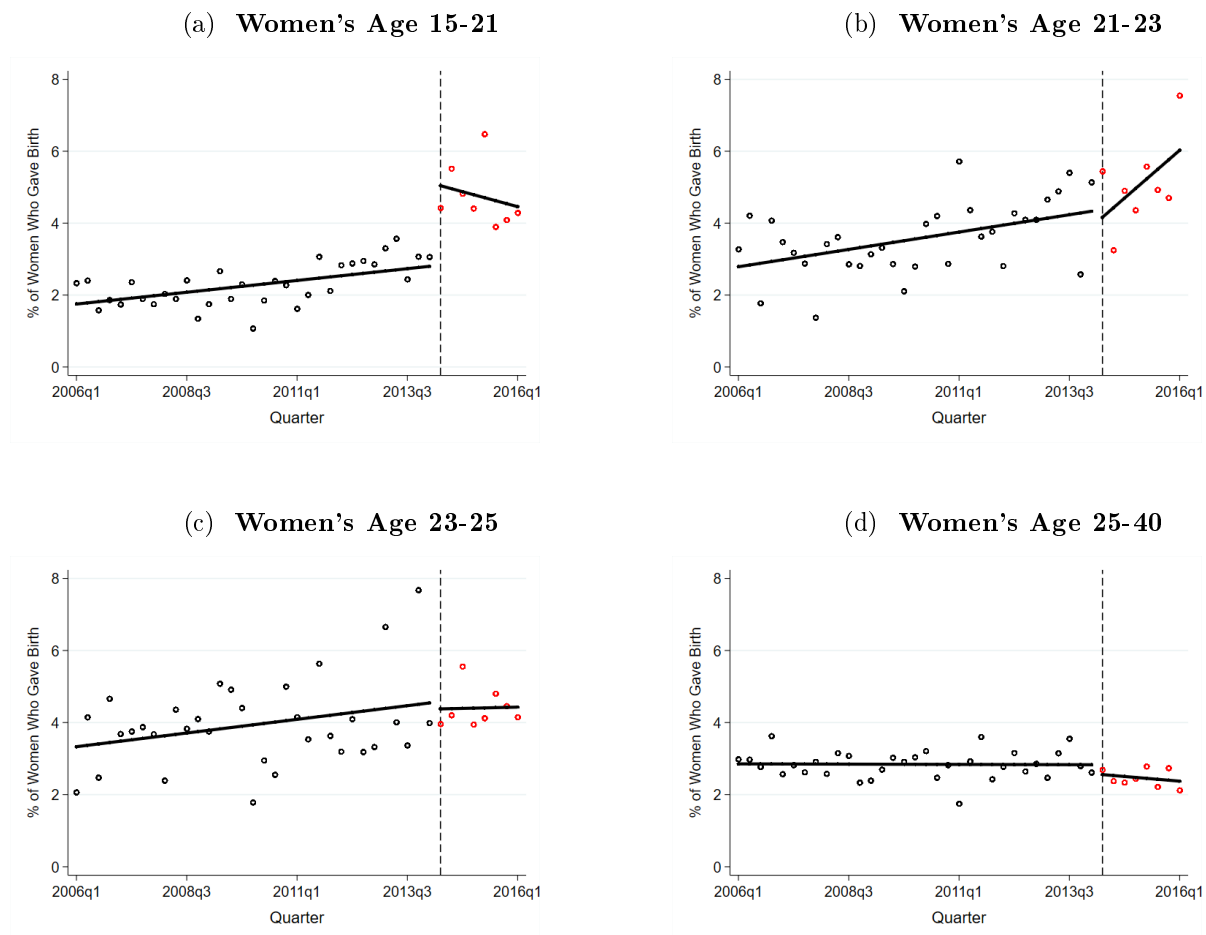 (a) Women's Age 15-21
% of Women Who Gave Birth
8
6
4
2
0
2006q1 2008q3 2011q1 2013q3 2016q1
Quarter
(b) Women's Age 21-23
% of Women Who Gave Birth
8
6
4
2
0
2006q1 2008q3 2011q1 2013q3 2016q1
Quarter
(c) Women's Age 23-25
% of Women Who Gave Birth
8
6
4
2
0
2006q1 2008q3 2011q1 2013q3 2016q1
Quarter
(d) Women's Age 25-40
% of Women Who Gave Birth
8
6
4
2
0
2006q1 2008q3 2011q1 2013q3 2016q1
Quarter